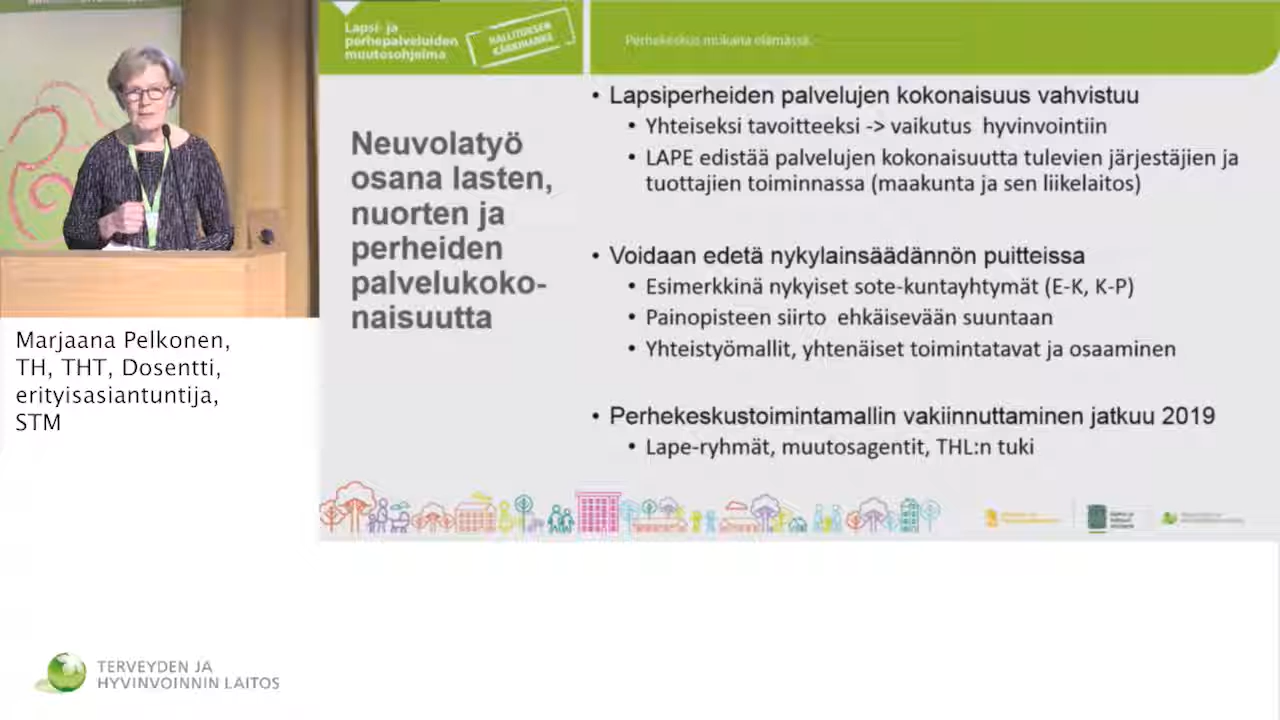 Lapsi- ja
perhepalveluiden
muutosohjelma
HALLITUKSEN
KÄRKIHANKE
Perhekeskus mukana elämässä.
Neuvolatyö
osana lasten,
nuorten ja
perheiden
palvelukoko-
naisuutta
• Lapsiperheiden palvelujen kokonaisuus vahvistuu
• Yhteiseksi tavoitteeksi -> vaikutus hyvinvointiin
• LAPE edistää palvelujen kokonaisuutta tulevien järjestäjien ja
tuottajien toiminnassa (maakunta ja sen liikelaitos)
• Voidaan edetä nykylainsäädännön puitteissa
• Esimerkkinä nykyiset sote-kuntayhtymät (E-K, K-P)
• Painopisteen siirto ehkäisevään suuntaan
• Yhteistyömallit, yhtenäiset toimintatavat ja osaaminen
• Perhekeskustoimintamallin vakiinnuttaminen jatkuu 2019
• Lape-ryhmät, muutosagentit, THL:n tuki
Marjaana Pelkonen,
TH, THT, Dosentti,
erityisasiantuntija,
STM
TERVEYDEN JA
HYVINVOINNIN LAITOS